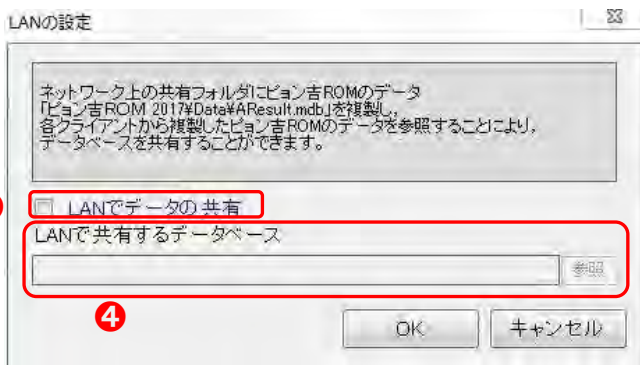 LANの設定
ネットワーク上の共有フォルダにピョン吉ROMのデータ
「ピョン吉ROM 2017¥Data¥AResult.mdb」を複製し,
各クライアントから複製したピョン吉ROMのデータを参照することにより,
データベースを共有することができます。
LANでデータの共有
LANで共有するデータベース
参照
❹
OK
キャンセル